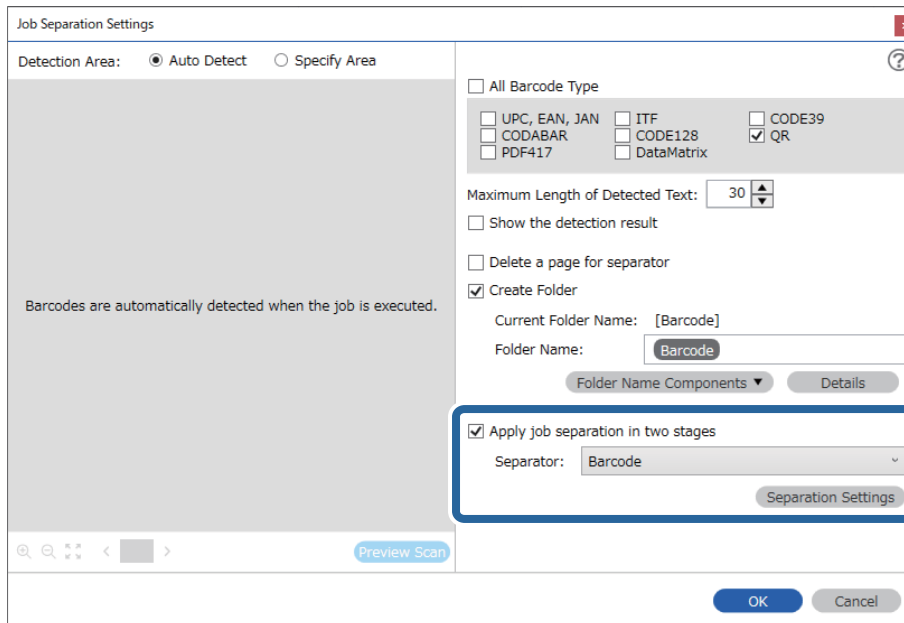 Job Separation Settings
Detection Area: Auto Detect Specify Area
All Barcode Type
UPC, EAN, JAN ITF CODE39
CODABAR CODE128 QR
PDF417 DataMatrix
Maximum Length of Detected Text: 30
Show the detection result
Delete a page for separator
Barcodes are automatically detected when the job is executed.
Create Folder
Current Folder Name: [Barcode]
Folder Name: Barcode
Folder Name Components ▼ Details
Apply job separation in two stages
Separator: Barcode
Separation Settings
Preview Scan
OK Cancel